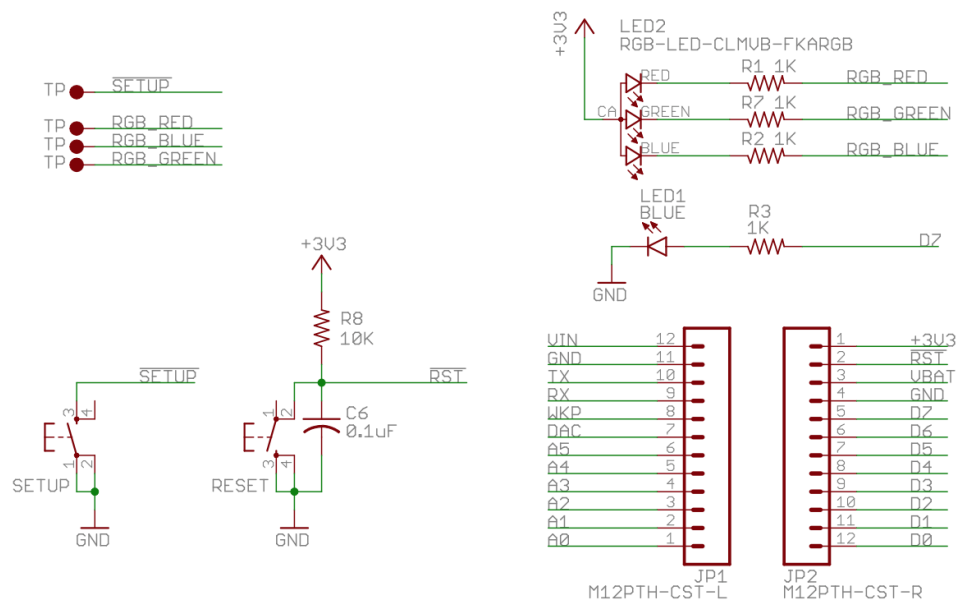 +3V3
LED2
RGB-LED-CLMVB-FKARGB
TP SETUP
TP RGB_RED
TP RGB_BLUE
TP RGB_GREEN
RED R1 1K RGB_RED
CA GREEN R7 1K RGB_GREEN
BLUE R2 1K RGB_BLUE
LED1
BLUE
R3
1K
D7
GND
+3V3
R8
10K
SETUP
3 4
1 2
SETUP
GND
RST
1 2
3 4
RESET
C6
0.1uF
GND
VIN 12
GND 11
TX 10
RX 9
WKP 8
DAC 7
A5 6
A4 5
A3 4
A2 3
A1 2
A0 1
JP1
M12PTH-CST-L
1 +3V3
2 RST
3 VBAT
4 GND
5 D7
6 D6
7 D5
8 D4
9 D3
10 D2
11 D1
12 D0
JP2
M12PTH-CST-R